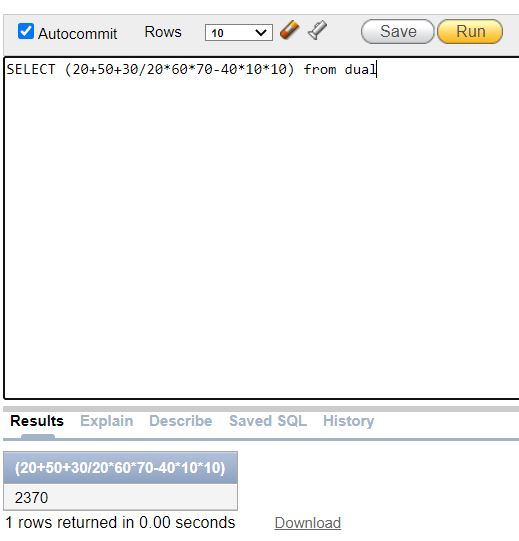 Autocommit Rows 10 Save Run
SELECT (20+50+30/20*60*70-40*10*10) from dual
Results Explain Describe Saved SQL History
(20+50+30/20*60*70-40*10*10)
2370
1 rows returned in 0.00 seconds Download